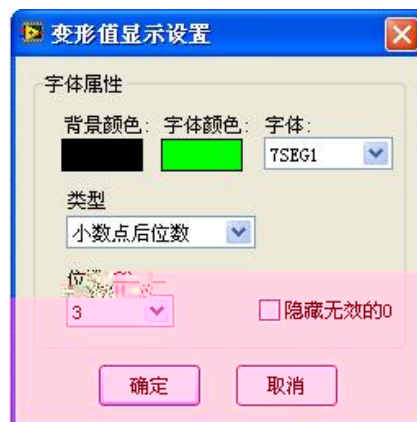 变形值显示设置
字体属性
背景颜色: 字体颜色: 字体:
7SEG1
类型
小数点后位数
3
隐藏无效的0
确定 取消